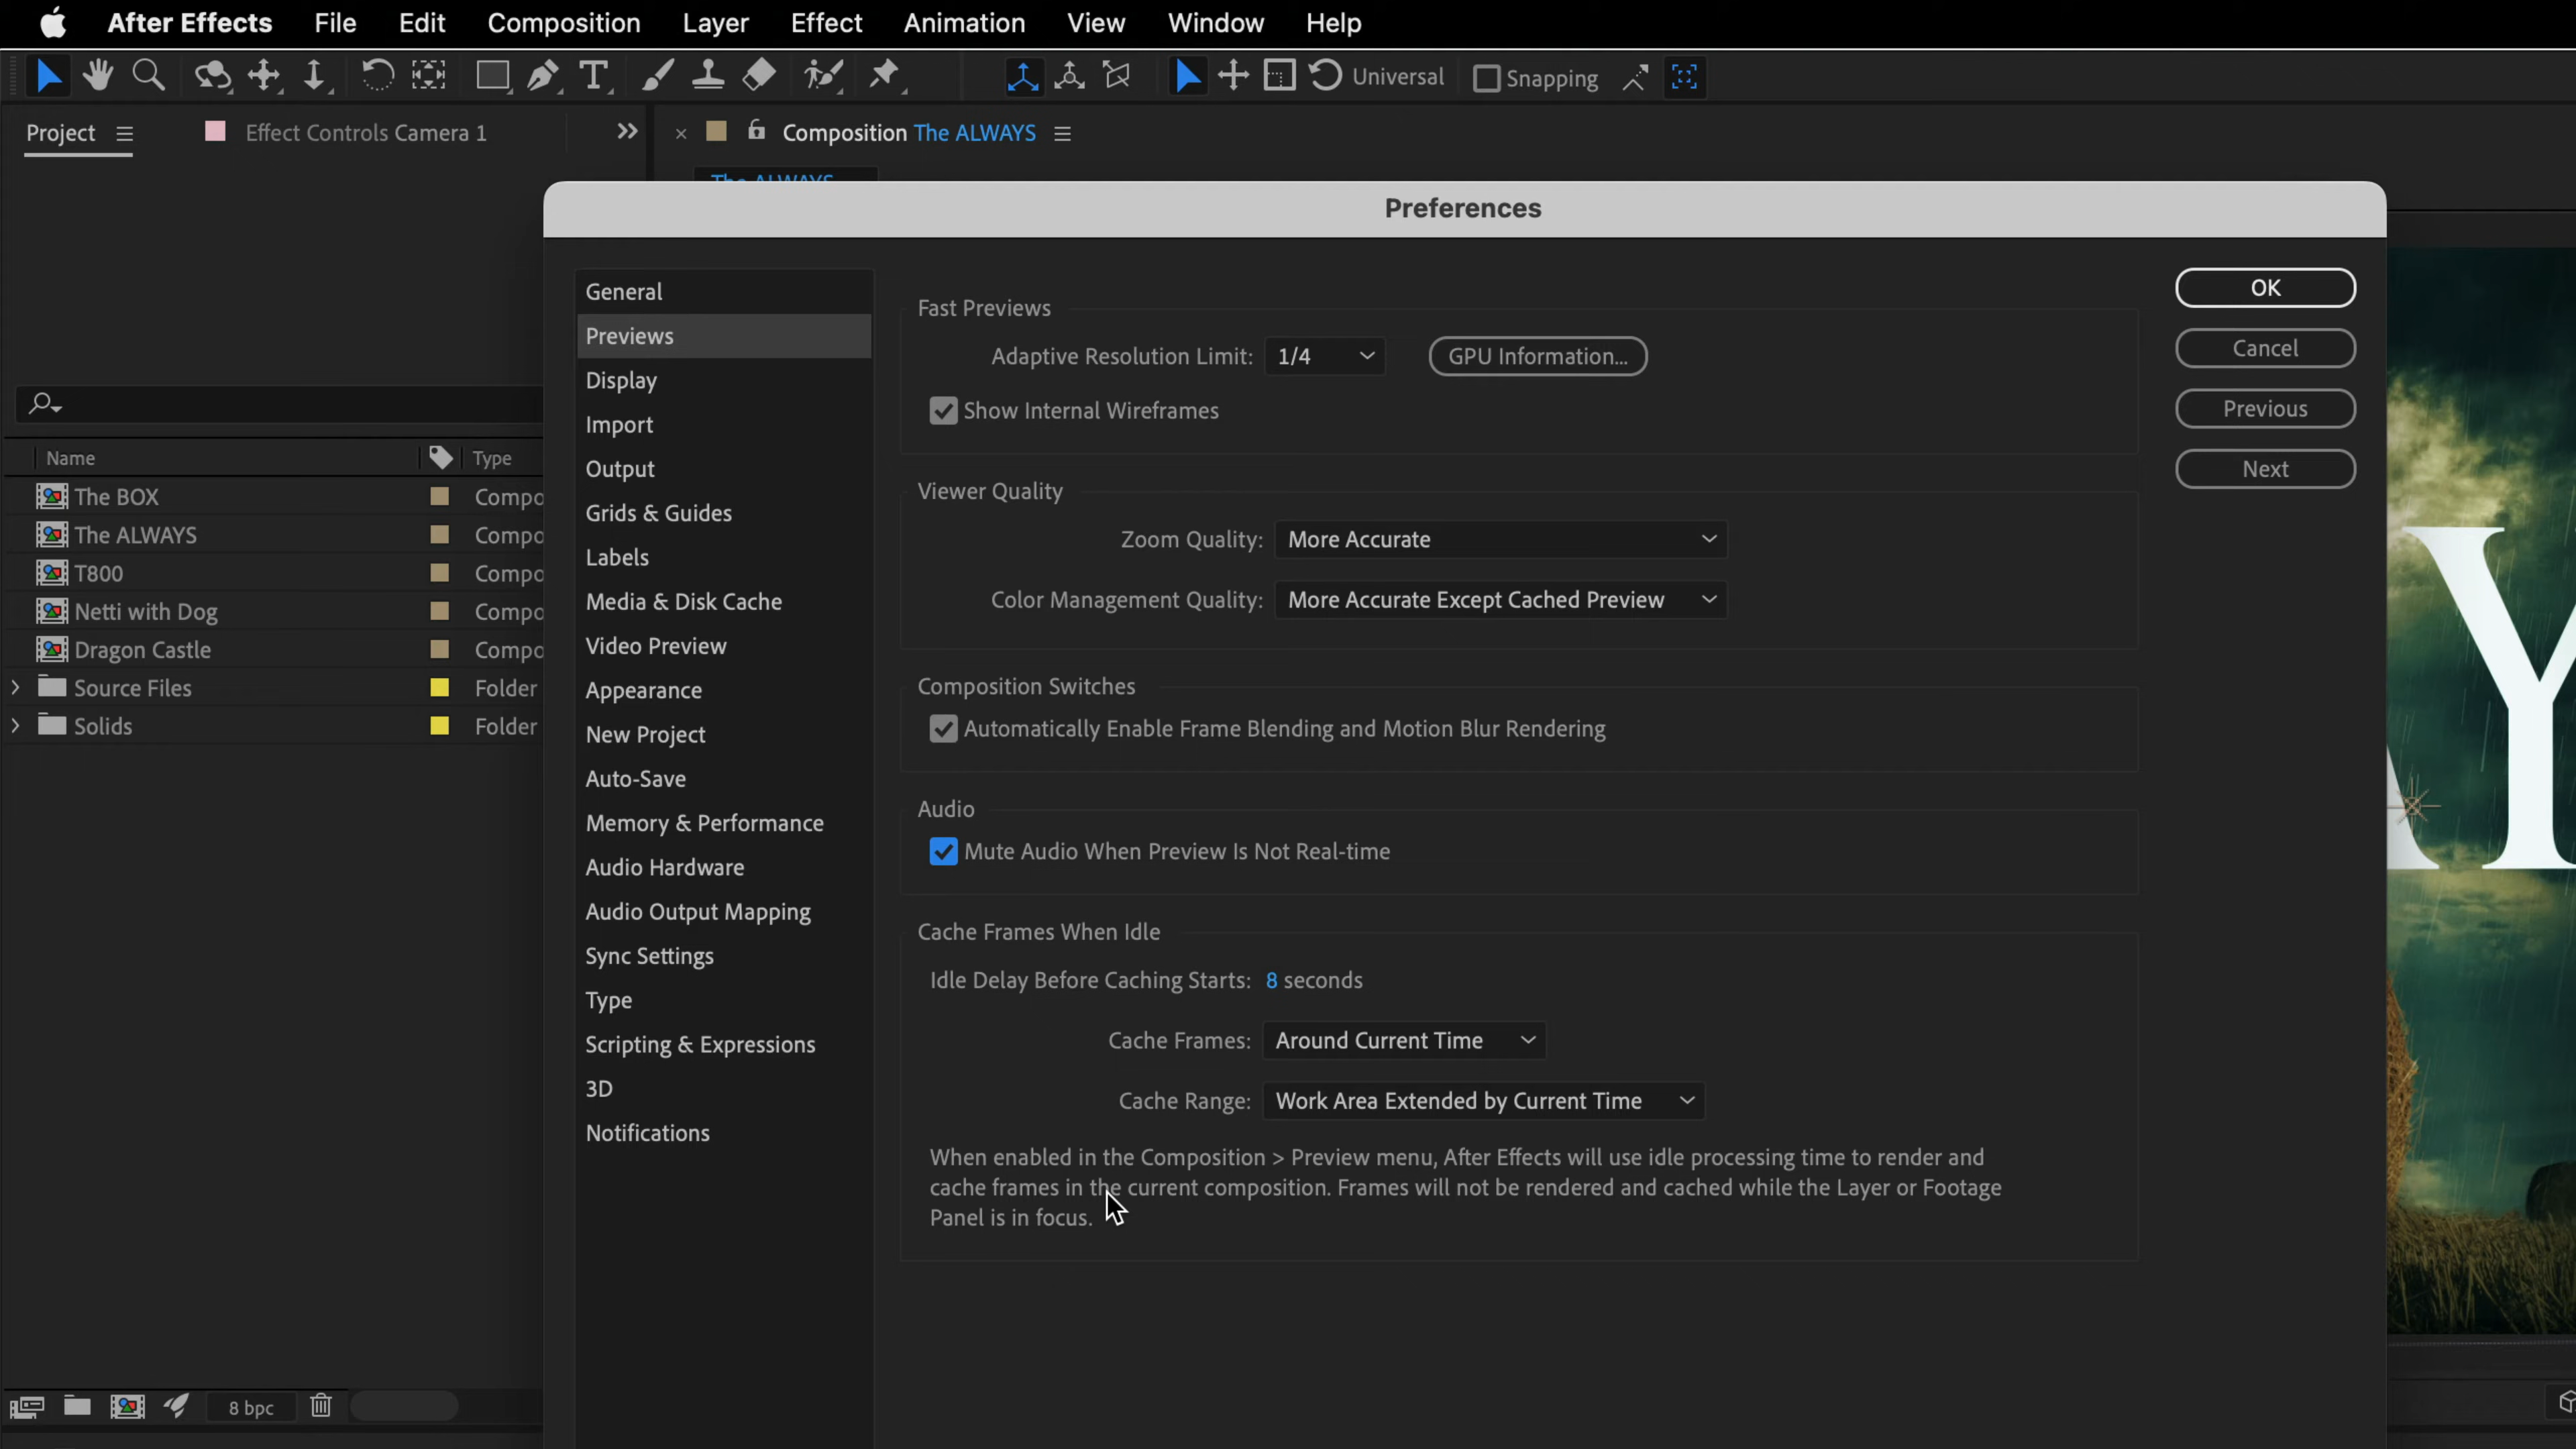 After Effects File Edit Composition Layer Effect Animation View Window Help
Universal Snapping
Project Effect Controls Camera 1 Composition The ALWAYS
The ALWAYS
Preferences
General
Previews
Display
Import
Output
Grids & Guides
Labels
Media & Disk Cache
Video Preview
Appearance
New Project
Auto-Save
Memory & Performance
Audio Hardware
Audio Output Mapping
Sync Settings
Type
Scripting & Expressions
3D
Notifications
Fast Previews
Adaptive Resolution Limit: 1/4 GPU Information...
Show Internal Wireframes
Viewer Quality
Zoom Quality: More Accurate
Color Management Quality: More Accurate Except Cached Preview
Composition Switches
Automatically Enable Frame Blending and Motion Blur Rendering
Audio
Mute Audio When Preview Is Not Real-time
Cache Frames When Idle
Idle Delay Before Caching Starts: 8 seconds
Cache Frames: Around Current Time
Cache Range: Work Area Extended by Current Time
When enabled in the Composition > Preview menu, After Effects will use idle processing time to render and
cache frames in the current composition. Frames will not be rendered and cached while the Layer or Footage
Panel is in focus.
OK
Cancel
Previous
Next
Name Type
The BOX Compo
The ALWAYS Compo
T800 Compo
Netti with Dog Compo
Dragon Castle Compo
Source Files Folder
Solids Folder
8 bpc
AY